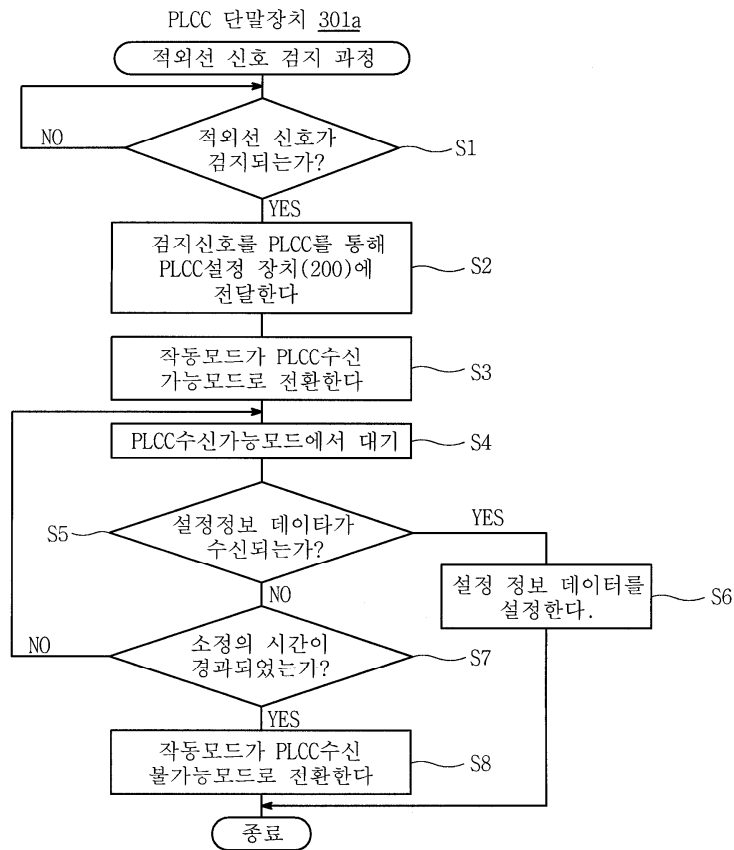 PLCC 단말장치 301a
적외선 신호 검지 과정
적외선 신호가
검지되는가?
NO
S1
YES
검지신호를 PLCC를 통해
PLCC설정 장치(200)에
전달한다
S2
작동모드가 PLCC수신
가능모드로 전환한다
S3
PLCC수신가능모드에서 대기
S4
S5
설정정보 데이타가
수신되는가?
YES
NO
설정 정보 데이터를
설정한다.
S6
소정의 시간이
경과되었는기?
NO
S7
YES
작동모드가 PLCC수신
불가능모드로 전환한다
S8
종료